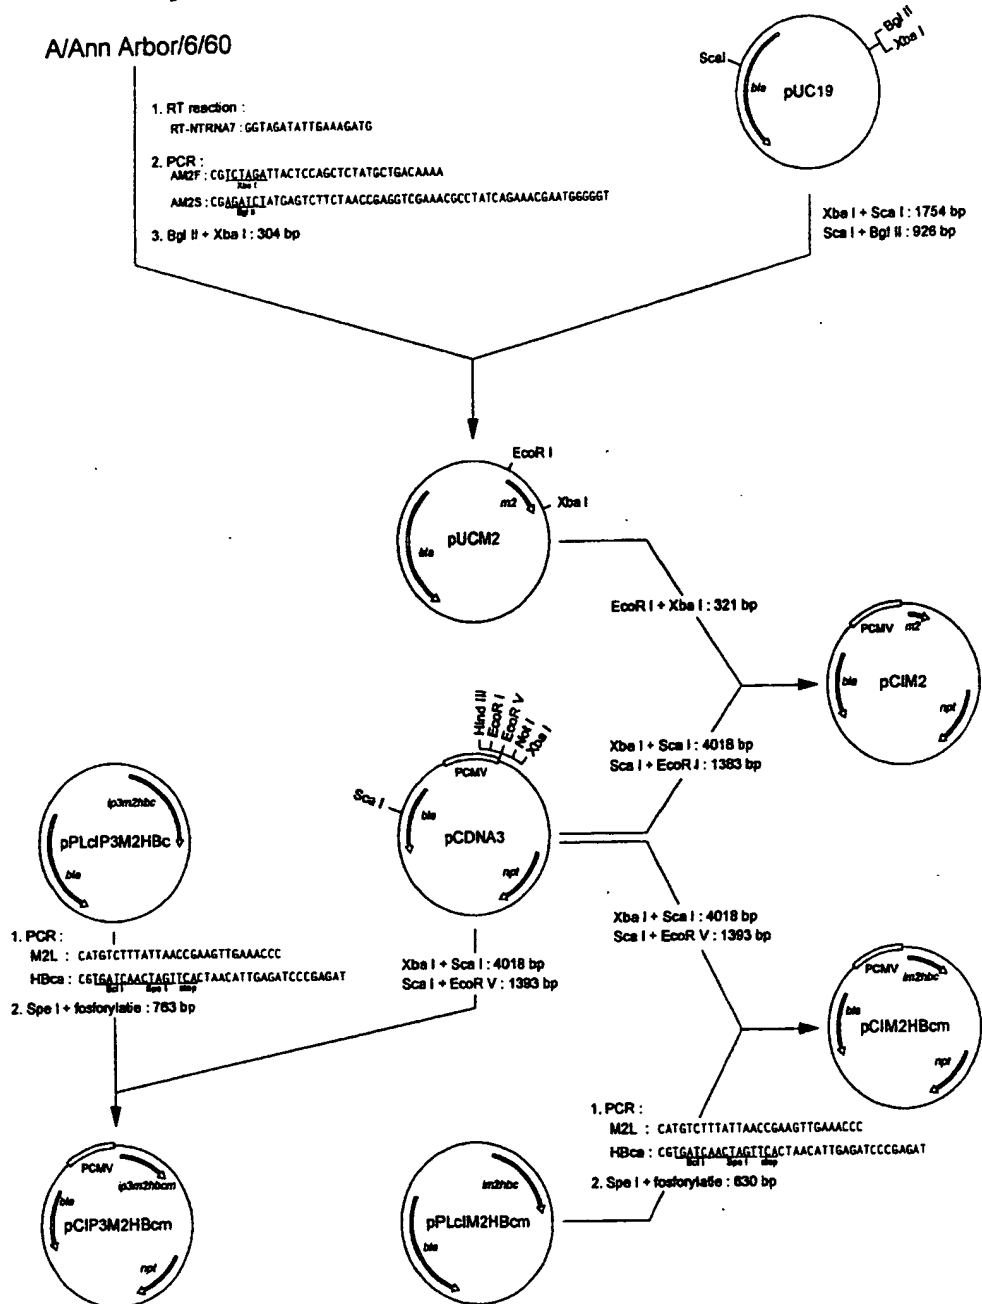 A/Ann Arbor/6/60
1. RT reaction :
RT-NTRNA7 : GGTAGATATTGAAAGATG
2. PCR :
AM2F : CGTCTAGATTACTCCAGCTCTATGCTGACAAAA
Xba I
AM2S : CGAGATCTATGAGTCTTCTAACCGAGGTCGAAACGCCTATCAGAAACGAATGGGGGT
Bgl II
3. Bgl II + Xba I : 304 bp
Bgl II
Xba I
ScaI
bla
pUC19
Xba I + Sca I : 1754 bp
Sca I + Bgl II : 926 bp
EcoR I
m2
Xba I
pUCM2
bla
EcoR I + Xba I : 321 bp
PCMV
m2
bla
pCIM2
npt
Hind III
EcoR I
EcoR V
Not I
Xba I
PCMV
Sca I
bla
pCDNA3
npt
Xba I + Sca I : 4018 bp
Sca I + EcoR I : 1383 bp
ip3m2hbc
pPLcIP3M2HBc
bla
1. PCR :
M2L : CATGTCTTTATTAACCGAAGTTGAAACCC
HBca : CGTGATCAACTAGTTCACTAACATTGAGATCCCGAGAT
Bcl I Spe I stop
2. Spe I + fosforylatie : 763 bp
Xba I + Sca I : 4018 bp
Sca I + EcoR V : 1393 bp
Xba I + Sca I : 4018 bp
Sca I + EcoR V : 1393 bp
PCMV
im2hbc
bla
pCIM2HBcm
npt
1. PCR :
M2L : CATGTCTTTATTAACCGAAGTTGAAACCC
HBca : CGTGATCAACTAGTTCACTAACATTGAGATCCCGAGAT
Bcl I Spe I stop
2. Spe I + fosforylatie : 630 bp
PCMV
ip3m2hbcm
bla
pCIP3M2HBcm
npt
im2hbc
pPLcIM2HBcm
bla